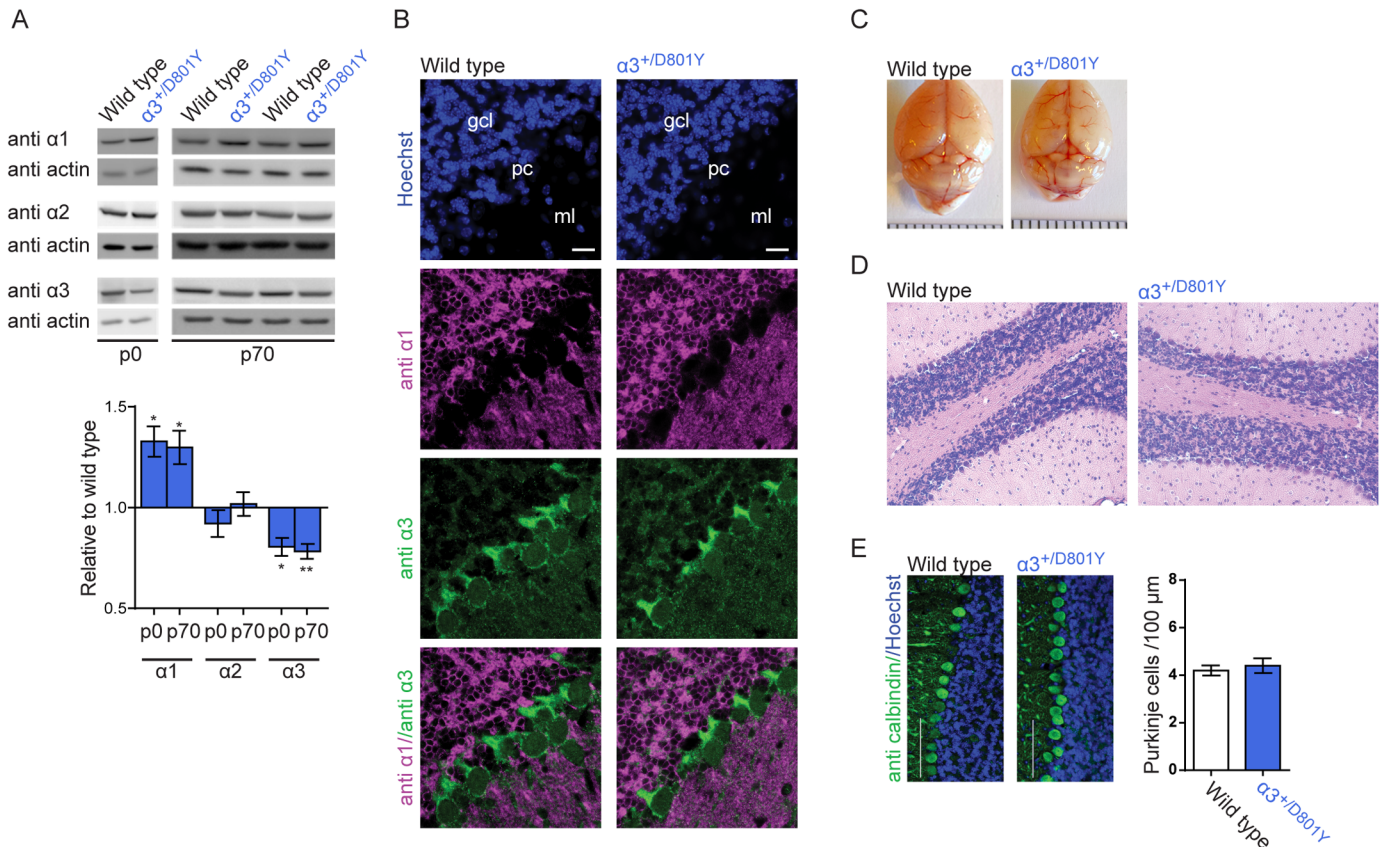 A
Wild type
α3+/D801Y
Wild type
α3+/D801Y
Wild type
α3+/D801Y
anti α1
anti actin
anti α2
anti actin
anti α3
anti actin
p0
p70
Relative to wild type
1.5
1.0
0.5
*
*
*
**
p0 p70 p0 p70 p0 p70
α1
α2
α3
B
Wild type
α3+/D801Y
Hoechst
gcl
pc
ml
gcl
pc
ml
anti α1
anti α3
anti α1//anti α3
C
Wild type
α3+/D801Y
D
Wild type
α3+/D801Y
E
Wild type
α3+/D801Y
anti calbindin//Hoechst
Purkinje cells /100 µm
8
6
4
2
0
Wild type
α3+/D801Y